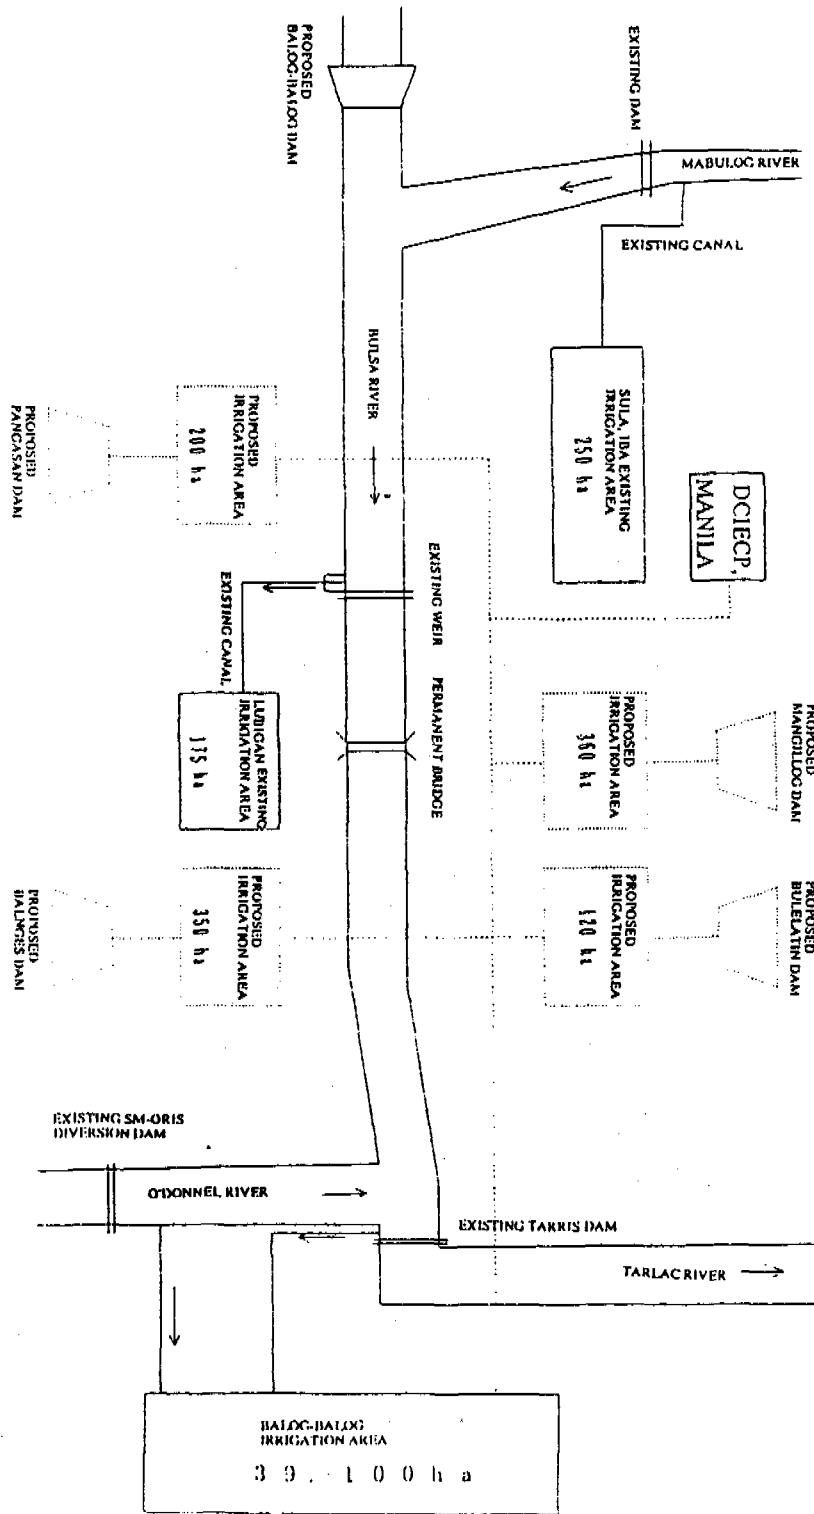 PROPOSED
BALOG-BALOG DAM
EXISTING DAM
MABULOG RIVER
EXISTING CANAL
BULSA RIVER
SULA, IBA EXISTING
IRRIGATION AREA
250 ha
DCIECP,
MANILA
PROPOSED
PANGASAN DAM
PROPOSED
IRRIGATION AREA
200 ha
EXISTING WEIR
EXISTING CANAL
PERMANENT BRIDGE
LUBIGAN EXISTING
IRRIGATION AREA
175 ha
PROPOSED
IRRIGATION AREA
360 ha
PROPOSED
MANGILLOG DAM
PROPOSED
BALNGES DAM
PROPOSED
IRRIGATION AREA
350 ha
PROPOSED
IRRIGATION AREA
120 ha
PROPOSED
BULELATIN DAM
EXISTING SM-ORIS
DIVERSION DAM
O'DONNEL RIVER
EXISTING TARRIS DAM
TARLAC RIVER
BALOG-BALOG
IRRIGATION AREA
39,100ha